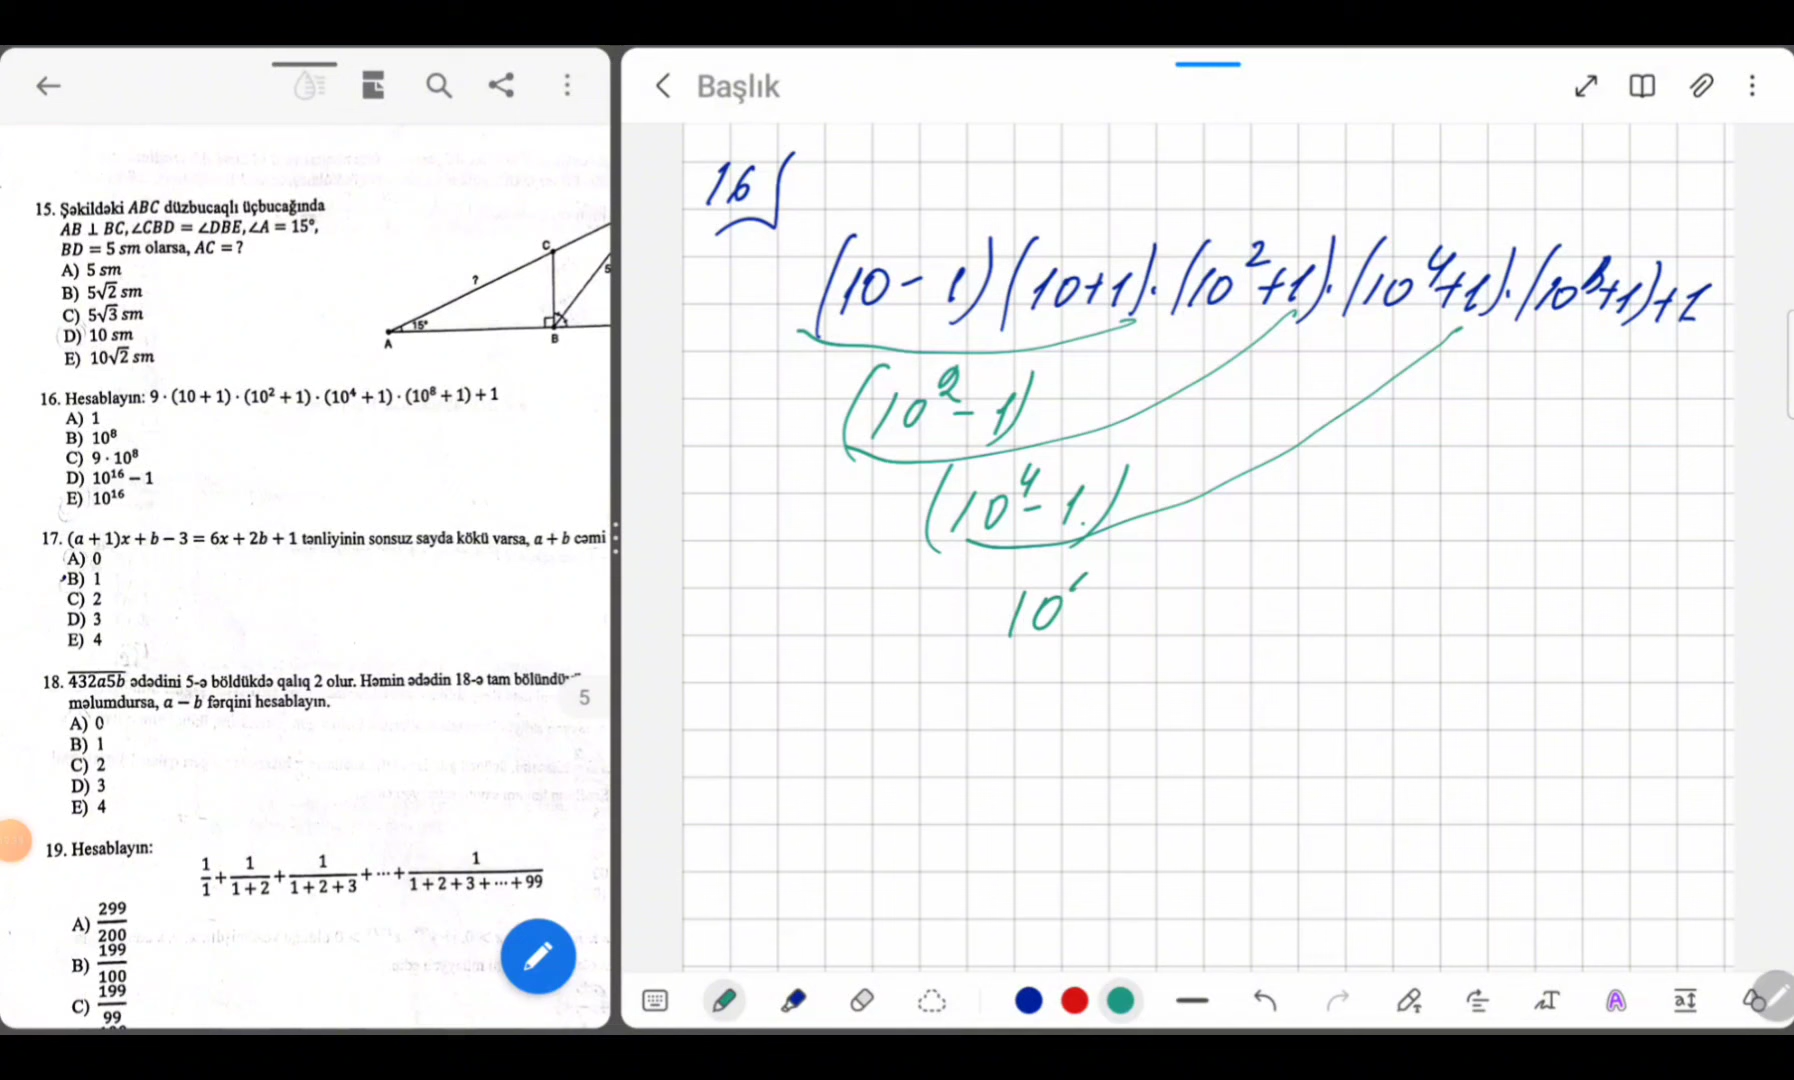 Başlık
15. Şəkildəki ABC düzbucaqlı üçbucağında
AB ⊥ BC, ∠CBD = ∠DBE, ∠A = 15°,
BD = 5 sm olarsa, AC = ?
A) 5 sm
B) 5√2 sm
C) 5√3 sm
D) 10 sm
E) 10√2 sm
C
?
5
15°
A
B
16. Hesablayın: 9 · (10 + 1) · (10² + 1) · (10⁴ + 1) · (10⁸ + 1) + 1
A) 1
B) 10⁸
C) 9 · 10⁸
D) 10¹⁶ − 1
E) 10¹⁶
17. (a + 1)x + b − 3 = 6x + 2b + 1 tənliyinin sonsuz sayda kökü varsa, a + b cəmi
A) 0
B) 1
C) 2
D) 3
E) 4
18. 432a5b ədədini 5-ə böldükdə qalıq 2 olur. Həmin ədədin 18-ə tam bölündü
məlumdursa, a − b fərqini hesablayın.
A) 0
B) 1
C) 2
D) 3
E) 4
5
19. Hesablayın:
1/1 + 1/(1 + 2) + 1/(1 + 2 + 3) + ··· + 1/(1 + 2 + 3 + ··· + 99)
A) 299/200
B) 199/100
C) 199/99
16
(10 - 1)(10+1)·(10²+1)·(10⁴+1)·(10⁸+1)+1
(10² - 1)
(10⁴ - 1)
10